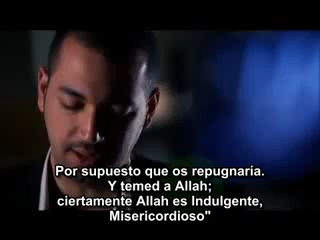 Por supuesto que os repugnaría.
Y temed a Allah;
ciertamente Allah es Indulgente,
Misericordioso"